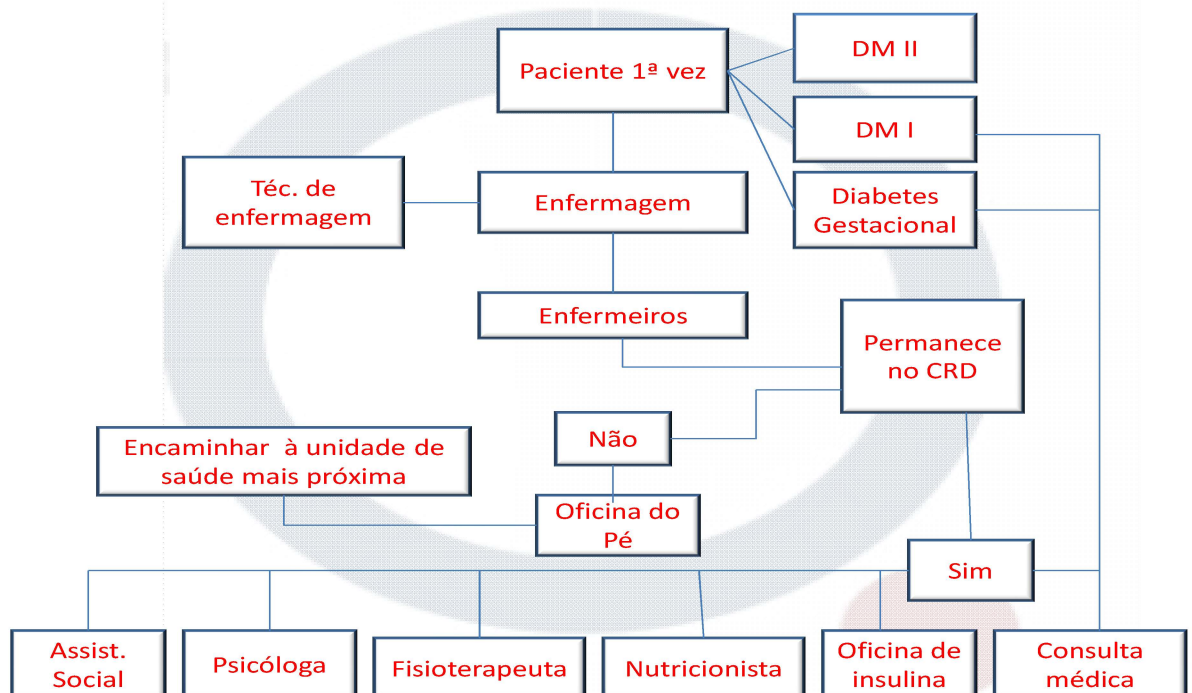 Paciente 1ª vez
DM II
DM I
Diabetes
Gestacional
Téc. de
enfermagem
Enfermagem
Enfermeiros
Permanece
no CRD
Não
Encaminhar à unidade de
saúde mais próxima
Oficina do
Pé
Sim
Assist.
Social
Psicóloga
Fisioterapeuta
Nutricionista
Oficina de
insulina
Consulta
médica